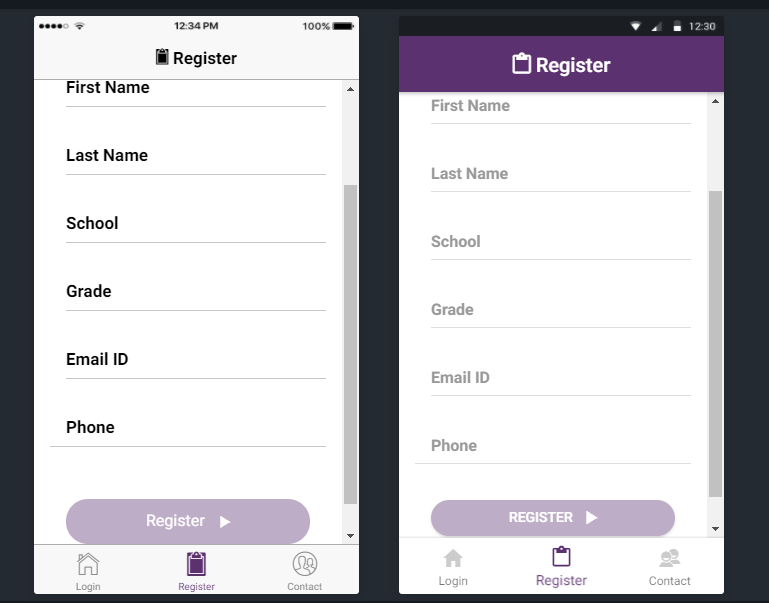 12:34 PM 100%
Register
First Name
Last Name
School
Grade
Email ID
Phone
Register
Login Register Contact
12:30
Register
First Name
Last Name
School
Grade
Email ID
Phone
REGISTER
Login Register Contact